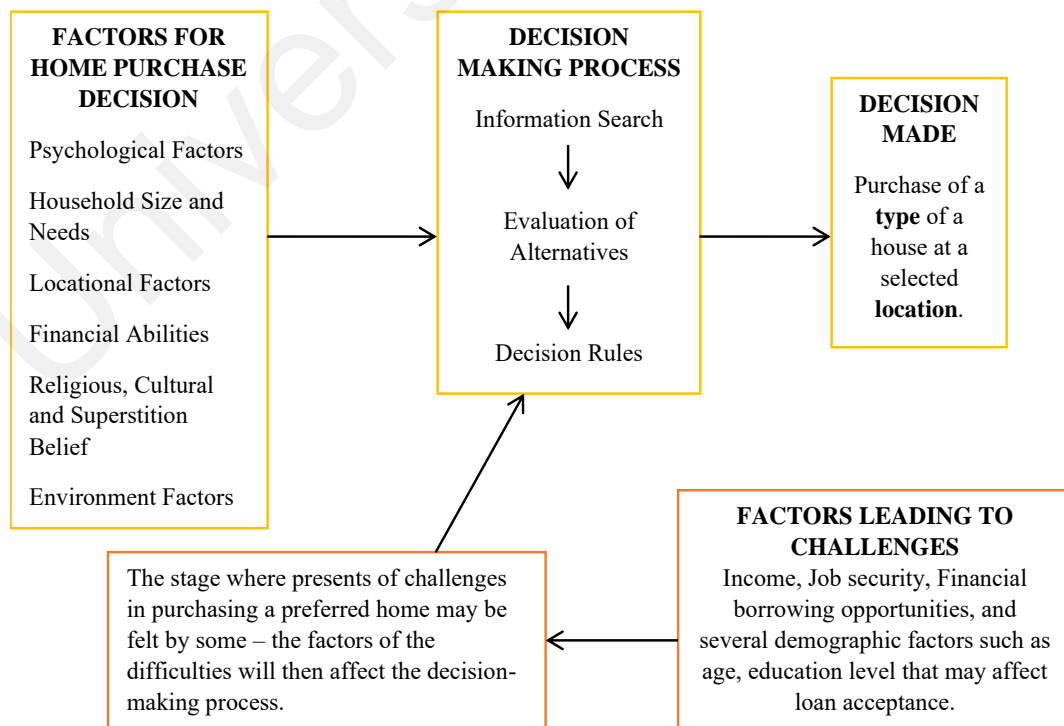 FACTORS FOR
HOME PURCHASE
DECISION
Psychological Factors
Household Size and
Needs
Locational Factors
Financial Abilities
Religious, Cultural
and Superstition
Belief
Environment Factors
DECISION
MAKING PROCESS
Information Search
Evaluation of
Alternatives
Decision Rules
DECISION
MADE
Purchase of a
type of a
house at a
selected
location.
The stage where presents of challenges
in purchasing a preferred home may be
felt by some – the factors of the
difficulties will then affect the decision-
making process.
FACTORS LEADING TO
CHALLENGES
Income, Job security, Financial
borrowing opportunities, and
several demographic factors such as
age, education level that may affect
loan acceptance.
Univers